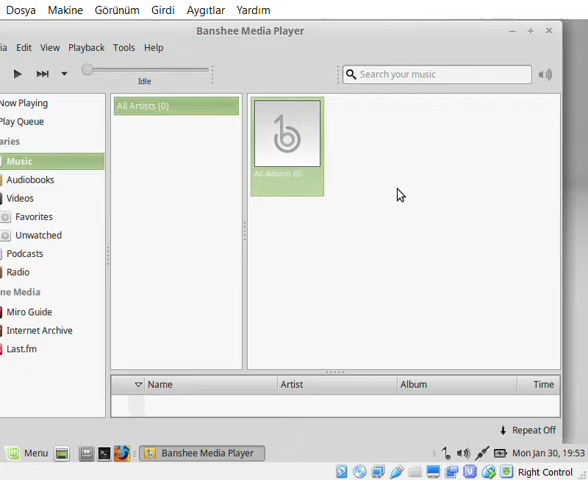 Dosya Makine Görünüm Girdi Aygıtlar Yardım
Banshee Media Player
ia Edit View Playback Tools Help
Idle
Search your music
Now Playing
Play Queue
aries
Music
Audiobooks
Videos
Favorites
Unwatched
Podcasts
Radio
ne Media
Miro Guide
Internet Archive
Last.fm
All Artists (0)
All Albums (0)
Name Artist Album Time
Repeat Off
Menu Banshee Media Player Mon Jan 30, 19:53
Right Control